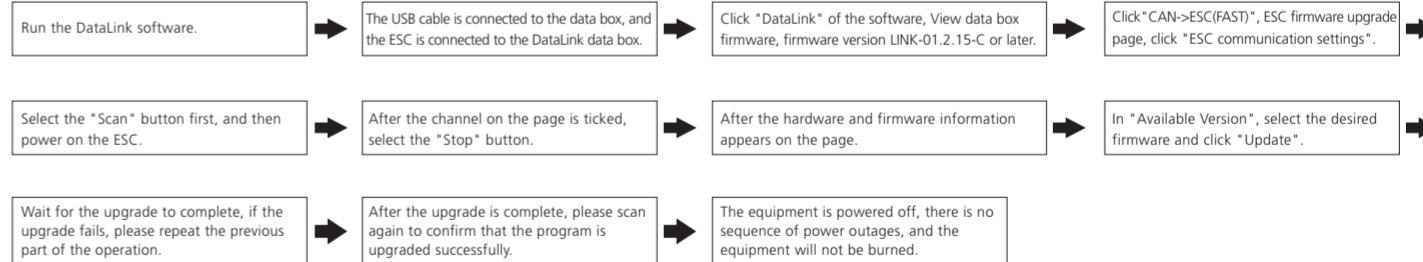 Run the DataLink software.
The USB cable is connected to the data box, and
the ESC is connected to the DataLink data box.
Click "DataLink" of the software, View data box
firmware, firmware version LINK-01.2.15-C or later.
Click"CAN->ESC(FAST)", ESC firmware upgrade
page, click "ESC communication settings".
Select the "Scan" button first, and then
power on the ESC.
After the channel on the page is ticked,
select the "Stop" button.
After the hardware and firmware information
appears on the page.
In "Available Version", select the desired
firmware and click "Update".
Wait for the upgrade to complete, if the
upgrade fails, please repeat the previous
part of the operation.
After the upgrade is complete, please scan
again to confirm that the program is
upgraded successfully.
The equipment is powered off, there is no
sequence of power outages, and the
equipment will not be burned.